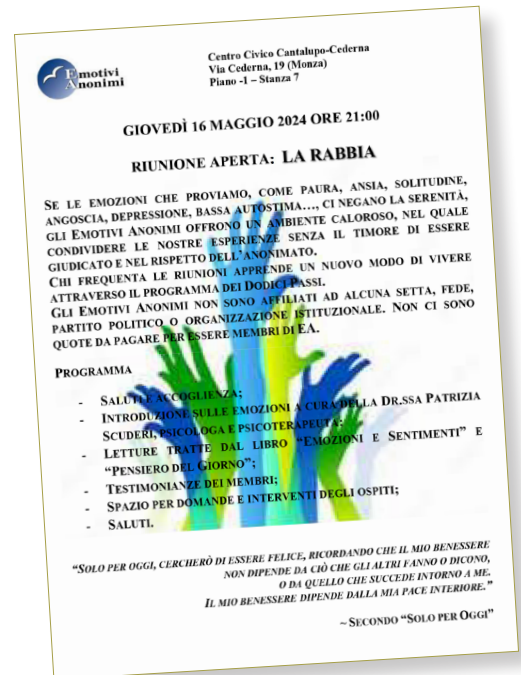 Emotivi
Anonimi
Centro Civico Cantalupo-Cederna
Via Cederna, 19 (Monza)
Piano -1 – Stanza 7
GIOVEDÌ 16 MAGGIO 2024 ORE 21:00
RIUNIONE APERTA: LA RABBIA
SE LE EMOZIONI CHE PROVIAMO, COME PAURA, ANSIA, SOLITUDINE,
ANGOSCIA, DEPRESSIONE, BASSA AUTOSTIMA…, CI NEGANO LA SERENITÀ,
GLI EMOTIVI ANONIMI OFFRONO UN AMBIENTE CALOROSO, NEL QUALE
CONDIVIDERE LE NOSTRE ESPERIENZE SENZA IL TIMORE DI ESSERE
GIUDICATO E NEL RISPETTO DELL'ANONIMATO.
CHI FREQUENTA LE RIUNIONI APPRENDE UN NUOVO MODO DI VIVERE
ATTRAVERSO IL PROGRAMMA DEI DODICI PASSI.
GLI EMOTIVI ANONIMI NON SONO AFFILIATI AD ALCUNA SETTA, FEDE,
PARTITO POLITICO O ORGANIZZAZIONE ISTITUZIONALE. NON CI SONO
QUOTE DA PAGARE PER ESSERE MEMBRI DI EA.
PROGRAMMA
- SALUTI E ACCOGLIENZA;
- INTRODUZIONE SULLE EMOZIONI A CURA DELLA DR.SSA PATRIZIA
SCUDERI, PSICOLOGA E PSICOTERAPEUTA;
- LETTURE TRATTE DAL LIBRO "EMOZIONI E SENTIMENTI" E
"PENSIERO DEL GIORNO";
- TESTIMONIANZE DEI MEMBRI;
- SPAZIO PER DOMANDE E INTERVENTI DEGLI OSPITI;
- SALUTI.
"SOLO PER OGGI, CERCHERÒ DI ESSERE FELICE, RICORDANDO CHE IL MIO BENESSERE
NON DIPENDE DA CIÒ CHE GLI ALTRI FANNO O DICONO,
O DA QUELLO CHE SUCCEDE INTORNO A ME.
IL MIO BENESSERE DIPENDE DALLA MIA PACE INTERIORE."
~ SECONDO "SOLO PER OGGI"